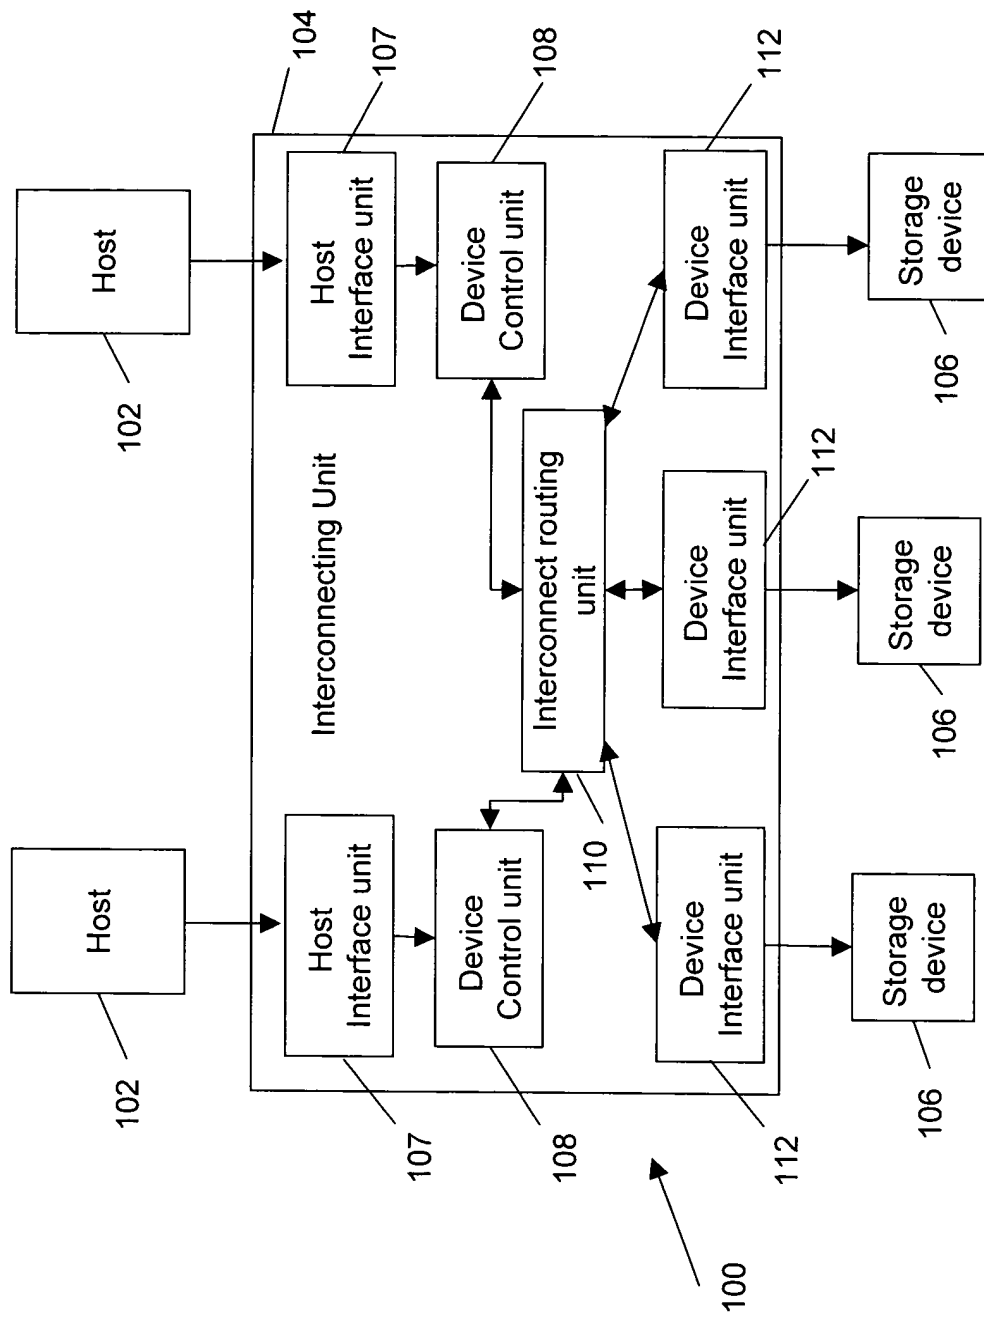 Host
Host
102
102
104
Interconnecting Unit
Host
Interface unit
107
Host
Interface unit
107
Device
Control unit
108
Device
Control unit
108
Interconnect routing
unit
110
Device
Interface unit
112
Device
Interface unit
112
Device
Interface unit
112
Storage
device
106
Storage
device
106
Storage
device
106
100